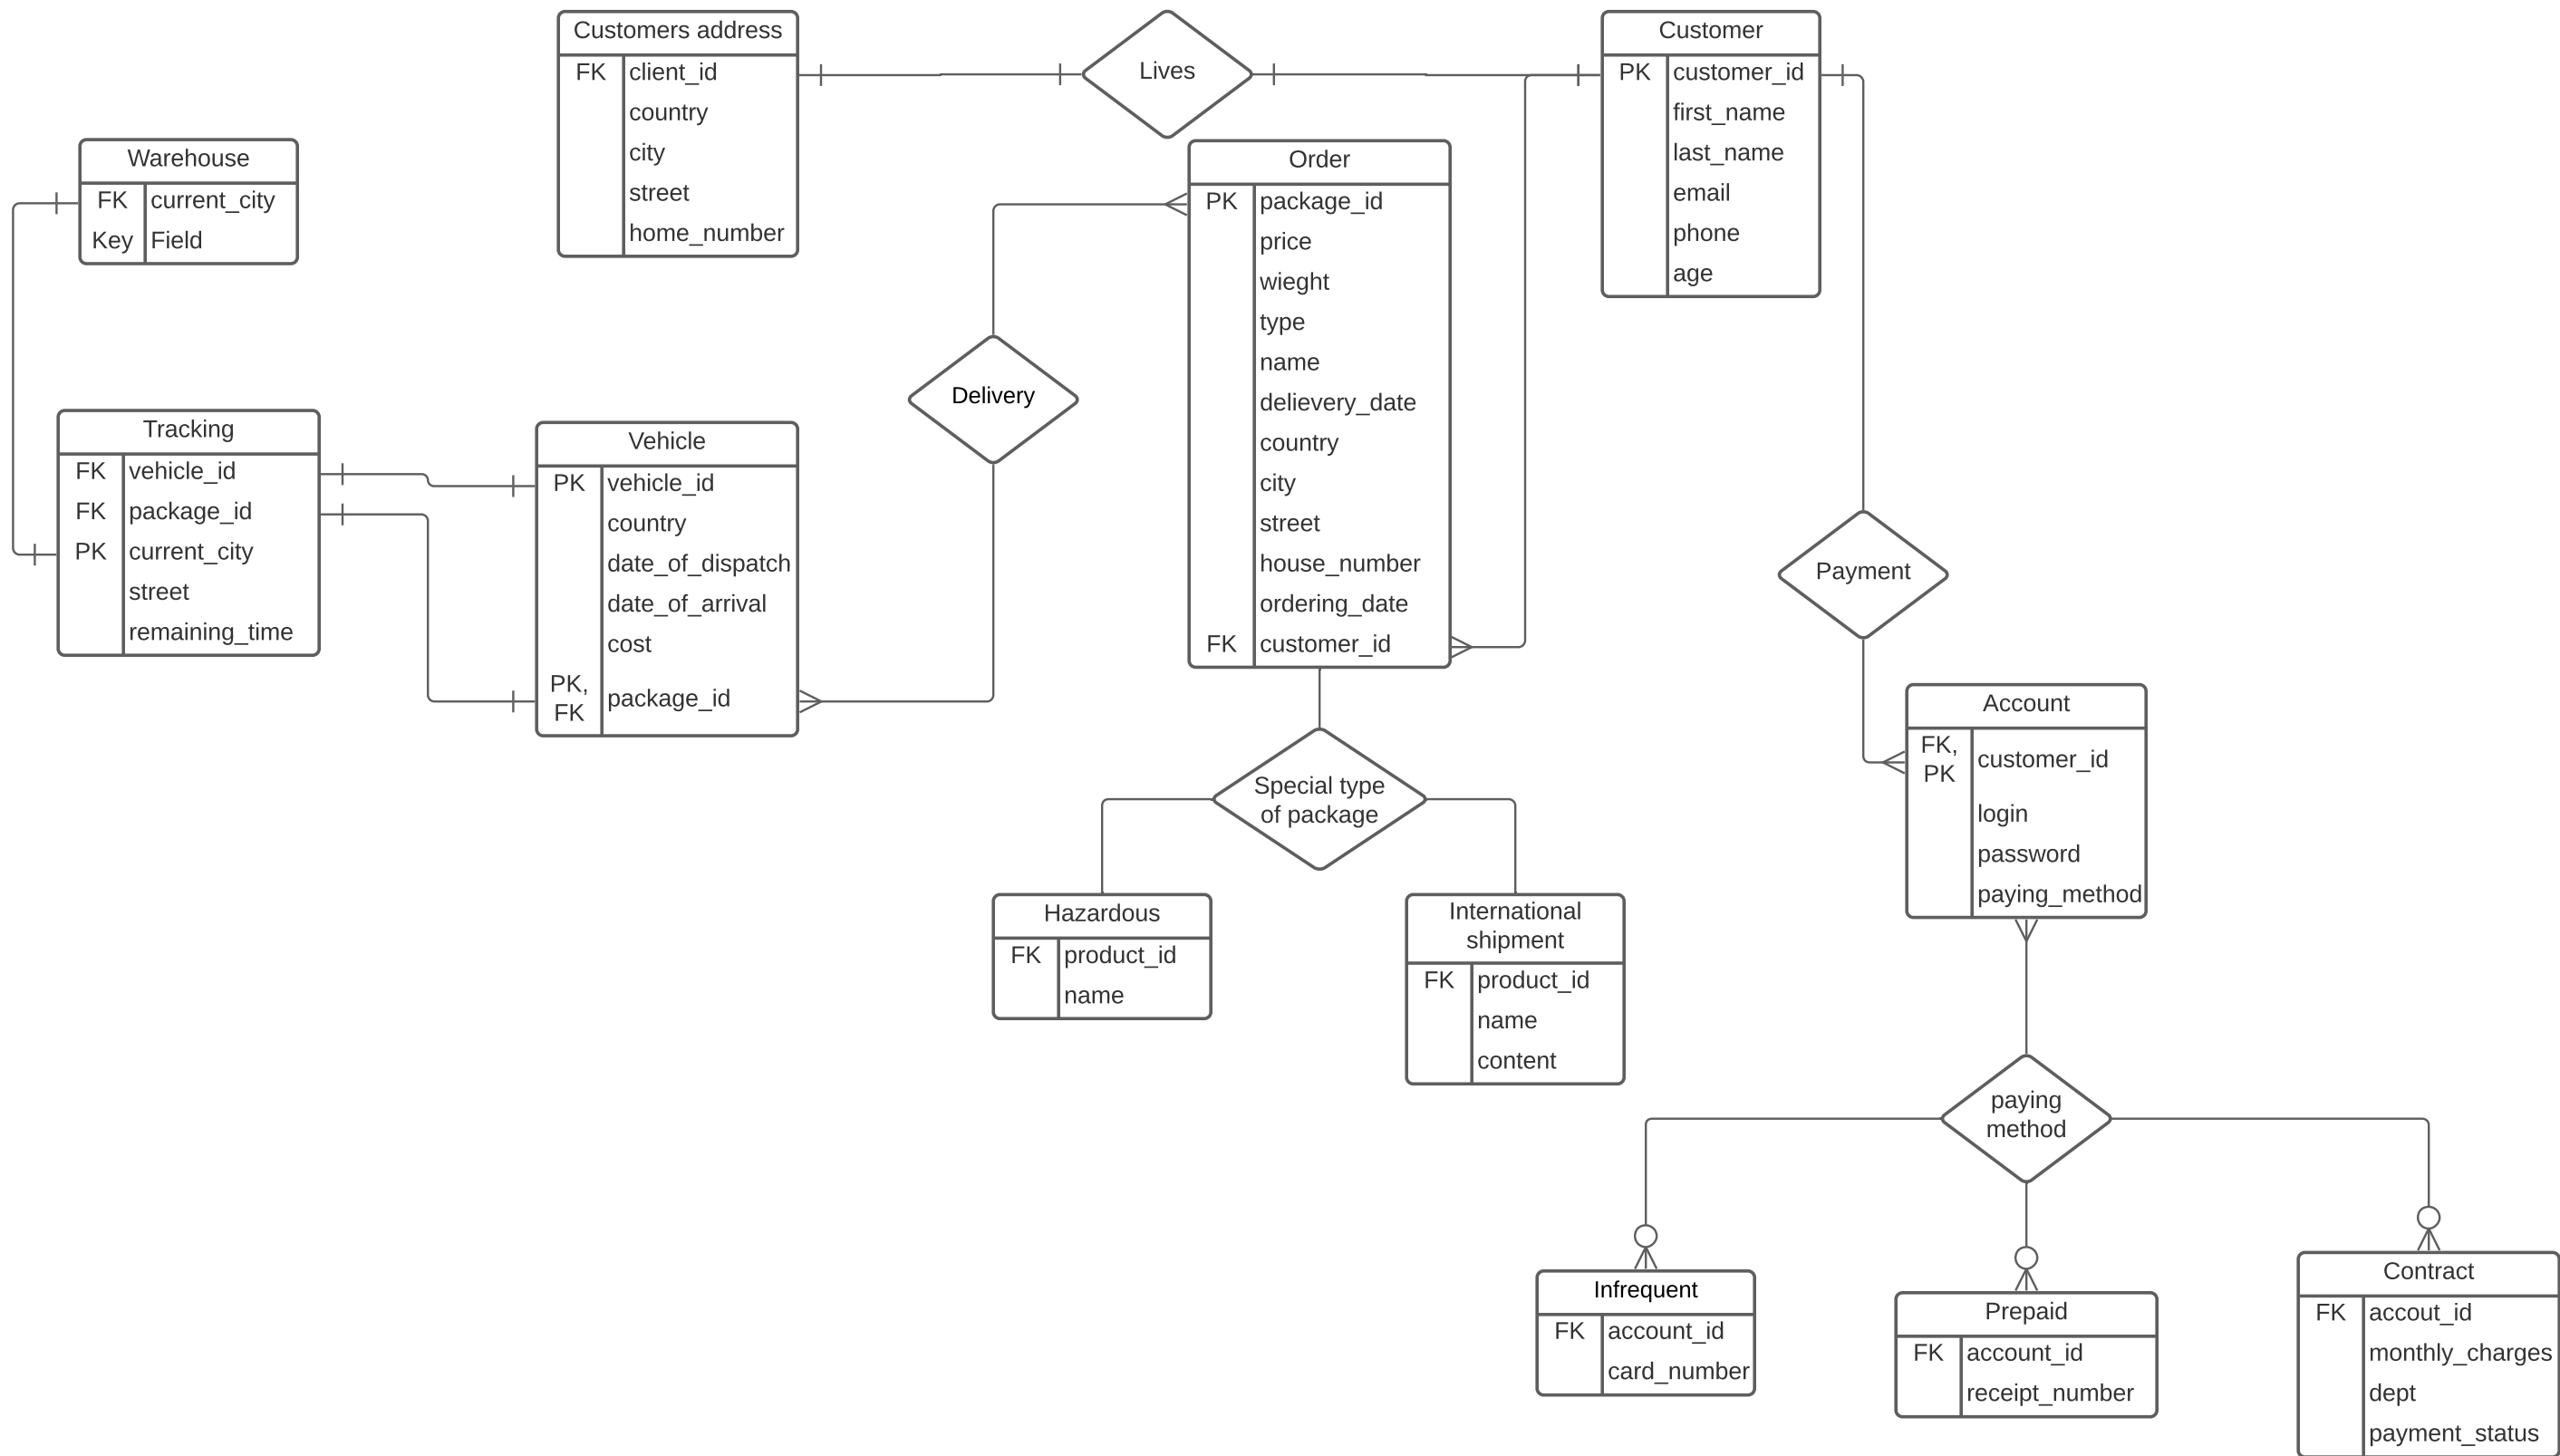 Customers address
FK client_id
country
city
street
home_number
Lives
Customer
PK customer_id
first_name
last_name
email
phone
age
Warehouse
FK current_city
Key Field
Order
PK package_id
price
wieght
type
name
delievery_date
country
city
street
house_number
ordering_date
FK customer_id
Delivery
Tracking
FK vehicle_id
FK package_id
PK current_city
street
remaining_time
Vehicle
PK vehicle_id
country
date_of_dispatch
date_of_arrival
cost
PK,
FK
package_id
Payment
Account
FK,
PK
customer_id
login
password
paying_method
Special type
of package
Hazardous
FK product_id
name
International
shipment
FK product_id
name
content
paying
method
Infrequent
FK account_id
card_number
Prepaid
FK account_id
receipt_number
Contract
FK accout_id
monthly_charges
dept
payment_status